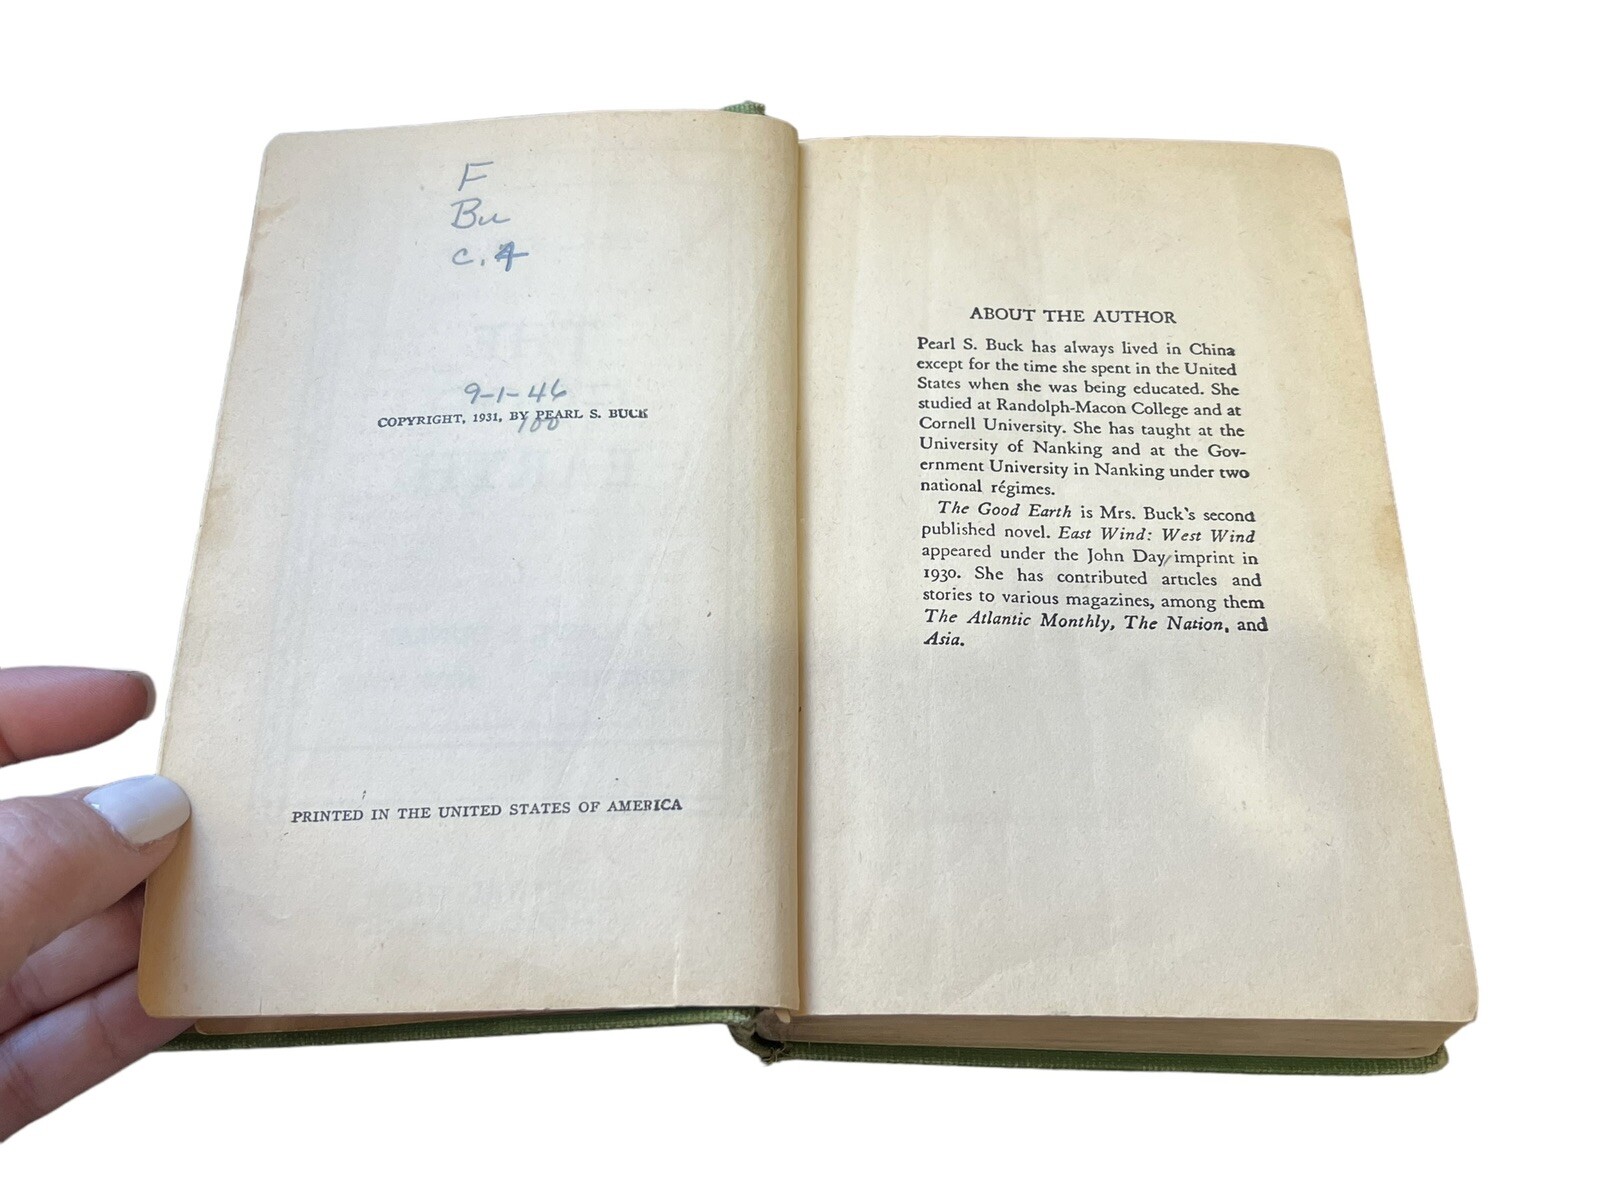 F
Bu
c. 4
9-1-46
COPYRIGHT, 1931, BY PEARL S. BUCK
100
PRINTED IN THE UNITED STATES OF AMERICA
ABOUT THE AUTHOR
Pearl S. Buck has always lived in China
except for the time she spent in the United
States when she was being educated. She
studied at Randolph-Macon College and at
Cornell University. She has taught at the
University of Nanking and at the Gov-
ernment University in Nanking under two
national régimes.
The Good Earth is Mrs. Buck's second
published novel. East Wind: West Wind
appeared under the John Day imprint in
1930. She has contributed articles and
stories to various magazines, among them
The Atlantic Monthly, The Nation, and
Asia.